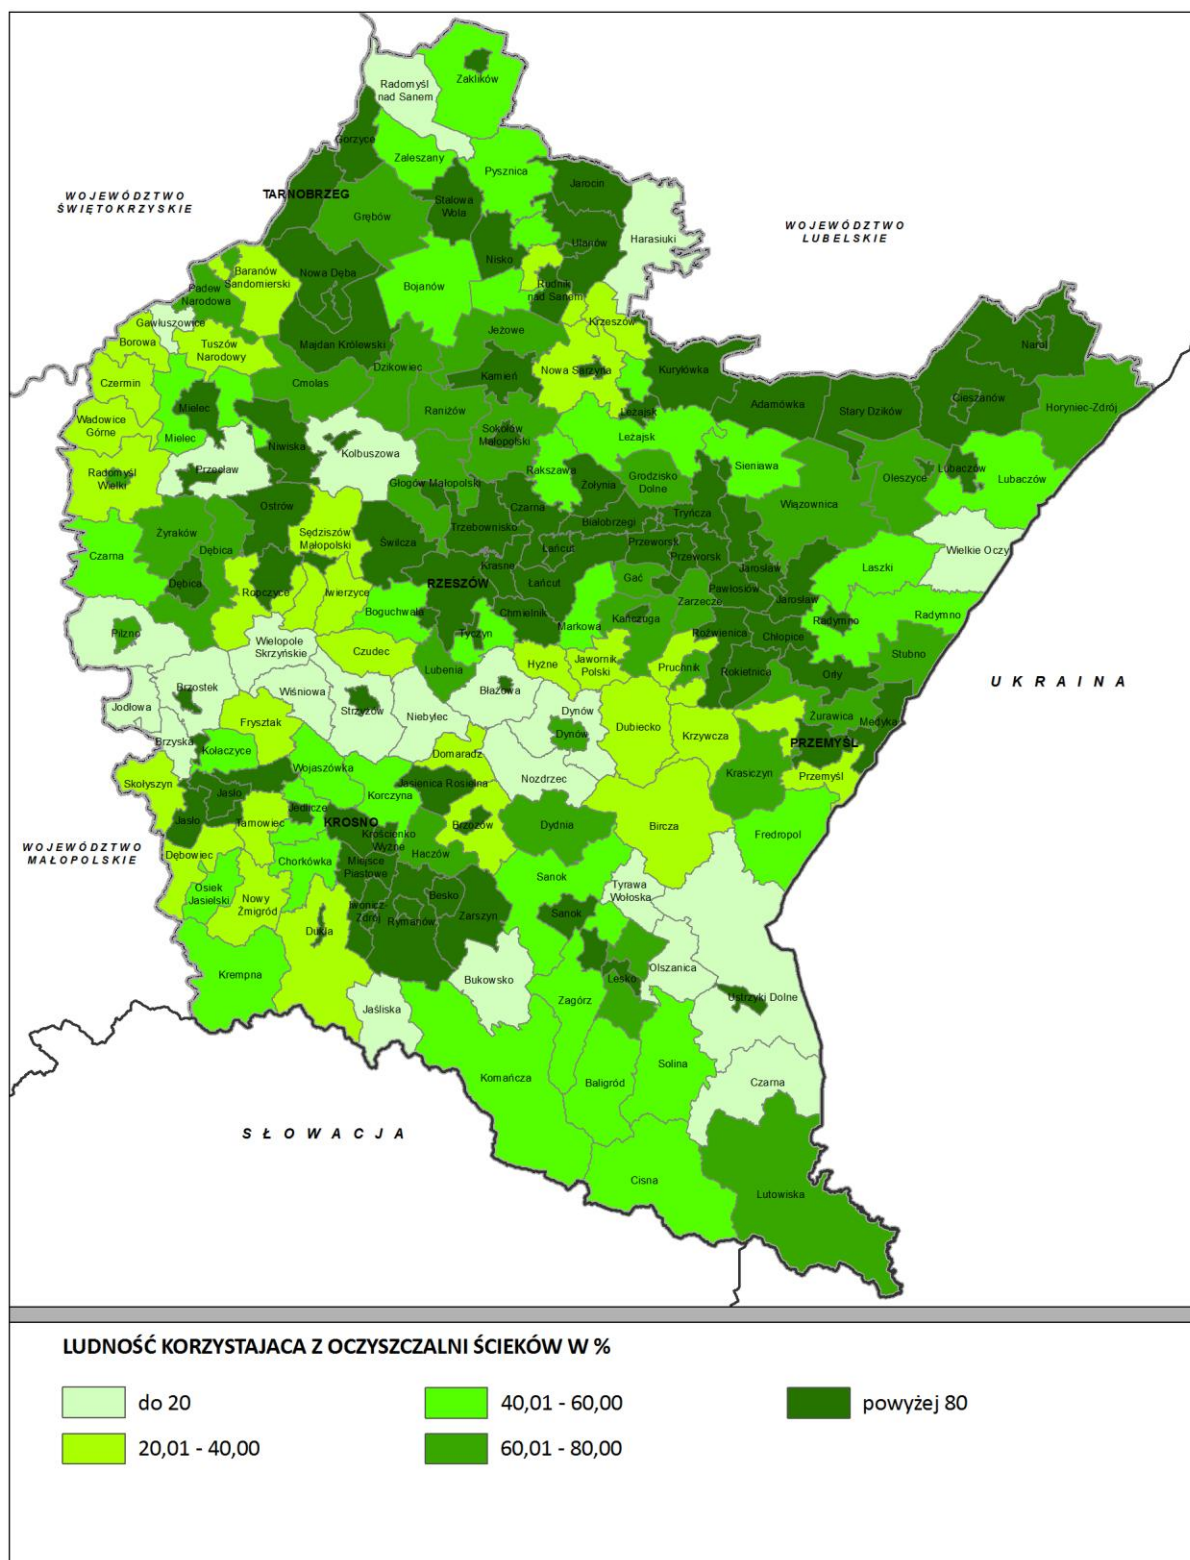 Zaklików
Radomyśl
nad Sanem
Gorzyce
Zaleszany
Pysznica
WOJEWÓDZTWO
ŚWIĘTOKRZYSKIE
TARNOBRZEG
Jarocin
Stalowa
Wola
Grębów
WOJEWÓDZTWO
LUBELSKIE
Harasiuki
Ulanów
Nisko
Nowa Dęba
Baranów
Sandomierski
Bojanów
Rudnik
nad Sanem
Padew
Narodowa
Gawłuszowice
Krzeszów
Borowa
Tuszów
Narodowy
Jeżowe
Majdan Królewski
Narol
Dzikowiec
Kamień
Nowa Sarzyna
Kuryłówka
Czermin
Cmolas
Cieszanów
Adamówka
Stary Dzików
Horyniec-Zdrój
Mielec
Raniżów
Leżajsk
Wadowice
Górne
Sokołów
Małopolski
Mielec
Niwiska
Leżajsk
Kolbuszowa
Przecław
Rakszawa
Sieniawa
Lubaczów
Radomyśl
Wielki
Głogów Małopolski
Żołynia
Grodzisko
Dolne
Oleszyce
Lubaczów
Ostrów
Czarna
Wiązownica
Tryńcza
Białobrzegi
Trzebownisko
Sędziszów
Małopolski
Żyraków
Świlcza
Przeworsk
Wielkie Oczy
Czarna
Dębica
Łańcut
Przeworsk
Krasne
Jarosław
Laszki
Dębica
RZESZÓW
Łańcut
Gać
Pawłosiów
Ropczyce
Iwierzyce
Jarosław
Zarzecze
Boguchwała
Chmielnik
Kańczuga
Radymno
Radymno
Markowa
Pilzno
Tyczyn
Roźwienica
Chłopice
Wielopole
Skrzyńskie
Czudec
Stubno
Hyżne
Jawornik
Polski
Pruchnik
Rokietnica
Lubenia
Orły
Brzostek
Wiśniowa
Błażowa
Jodłowa
Strzyżów
Niebylec
Dynów
Żurawica
Medyka
Frysztak
Dubiecko
Krzywcza
Dynów
Brzyska
PRZEMYŚL
Kołaczyce
Domaradz
Wojaszówka
Krasiczyn
Przemyśl
Skołyszyn
Nozdrzec
Jasienica Rosielna
Jasło
Korczyna
Jedlicze
Jasło
Tarnowiec
KROSNO
Brzozów
Dydnia
Bircza
Fredropol
Krościenko
Wyżne
WOJEWÓDZTWO
MAŁOPOLSKIE
Dębowiec
Haczów
Chorkówka
Miejsce
Piastowe
Sanok
Osiek
Jasielski
Tyrawa
Wołoska
Nowy
Żmigród
Besko
Iwonicz-
Zdrój
Rymanów
Zarszyn
Sanok
Dukla
Krempna
Bukowsko
Olszanica
Lesko
Zagórz
Ustrzyki Dolne
Jaśliska
Solina
Komańcza
Baligród
Czarna
UKRAINA
SŁOWACJA
Cisna
Lutowiska
LUDNOŚĆ KORZYSTAJACA Z OCZYSZCZALNI ŚCIEKÓW W %
do 20
40,01 - 60,00
powyżej 80
20,01 - 40,00
60,01 - 80,00